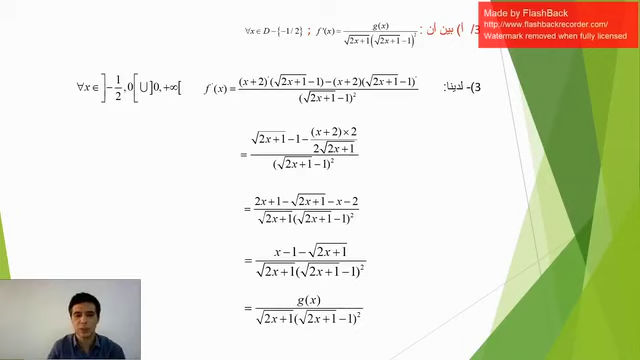 Made by FlashBack
https://flashbackrecorder.com/
Watermark removed when fully licensed
3/ أ) بين أن : ∀x ∈ D − {−1/2} ; f'(x) = g(x) / (√(2x+1) (√(2x+1) −1)²)
3)- لدينا: ∀x ∈ ]−1/2, 0[ ∪ ]0, +∞[ f'(x) = ((x+2)'(√(2x+1) −1) − (x+2)(√(2x+1) −1)') / (√(2x+1) −1)²
= (√(2x+1) −1 − ((x+2)×2) / (2√(2x+1))) / (√(2x+1) −1)²
= (2x+1−√(2x+1) −x−2) / (√(2x+1)(√(2x+1) −1)²)
= (x−1−√(2x+1)) / (√(2x+1)(√(2x+1) −1)²)
= g(x) / (√(2x+1)(√(2x+1) −1)²)